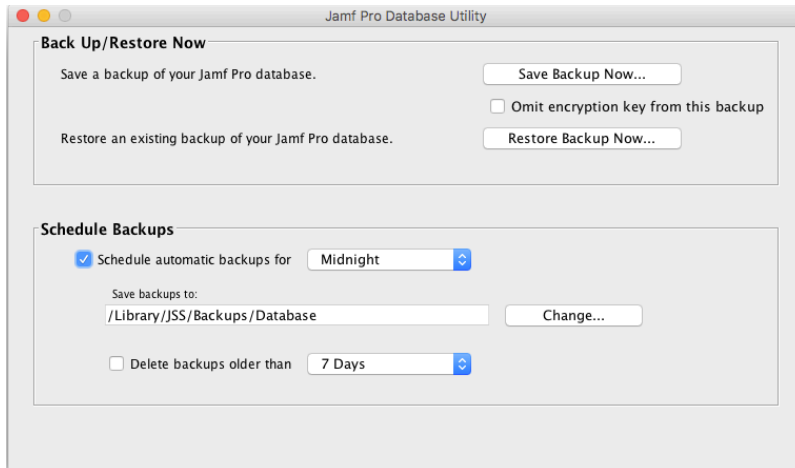 Jamf Pro Database Utility
Back Up/Restore Now
Save a backup of your Jamf Pro database.
Save Backup Now...
Omit encryption key from this backup
Restore an existing backup of your Jamf Pro database.
Restore Backup Now...
Schedule Backups
Schedule automatic backups for
Midnight
Save backups to:
/Library/JSS/Backups/Database
Change...
Delete backups older than
7 Days